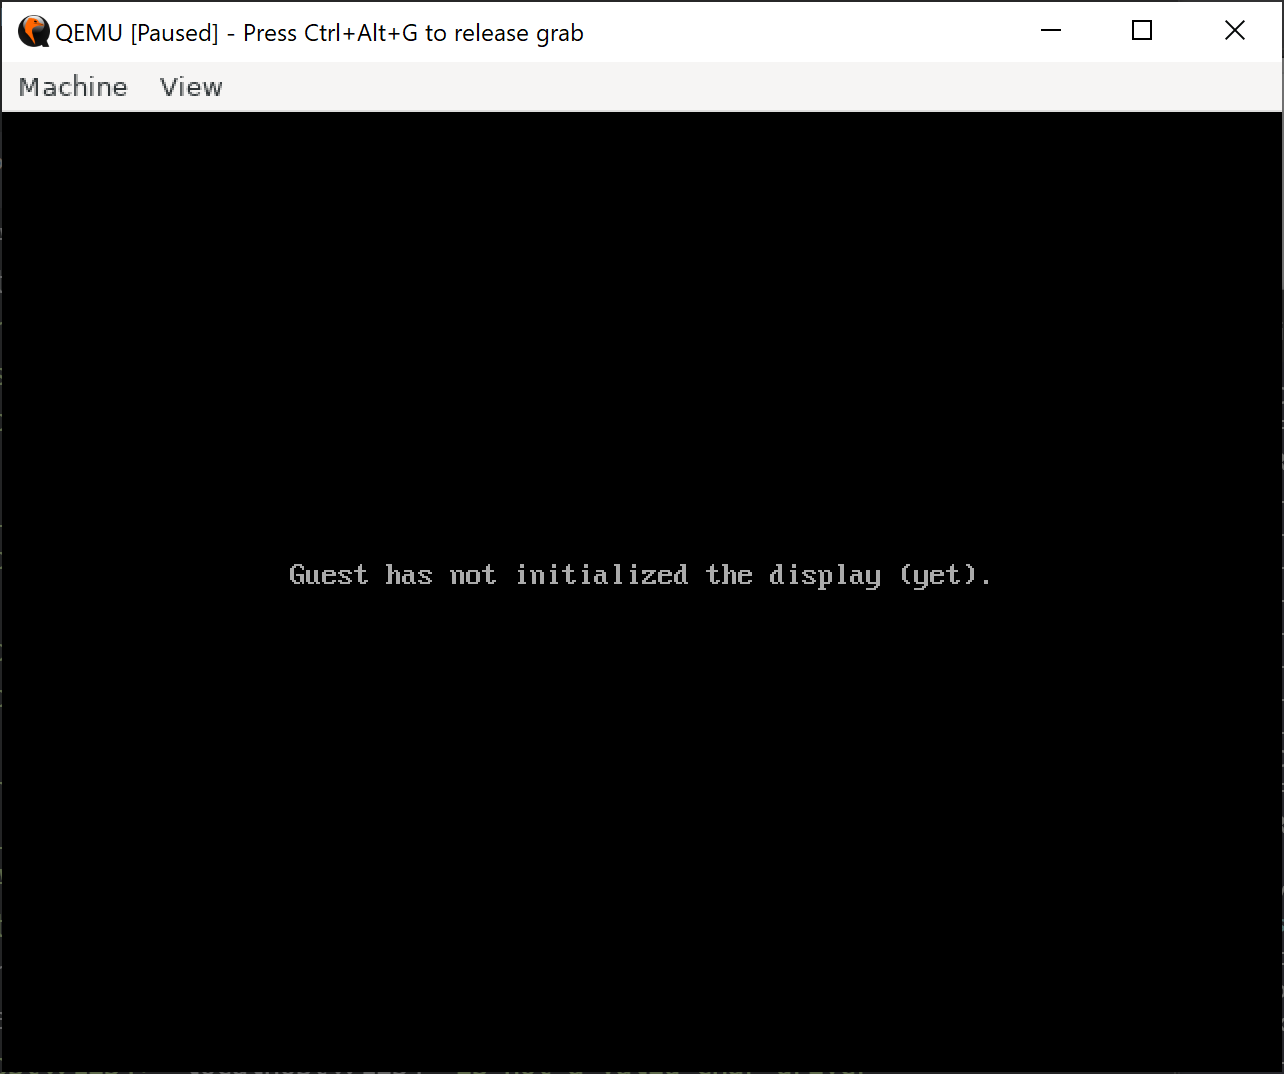 QEMU [Paused] - Press Ctrl+Alt+G to release grab
Machine View
Guest has not initialized the display (yet).